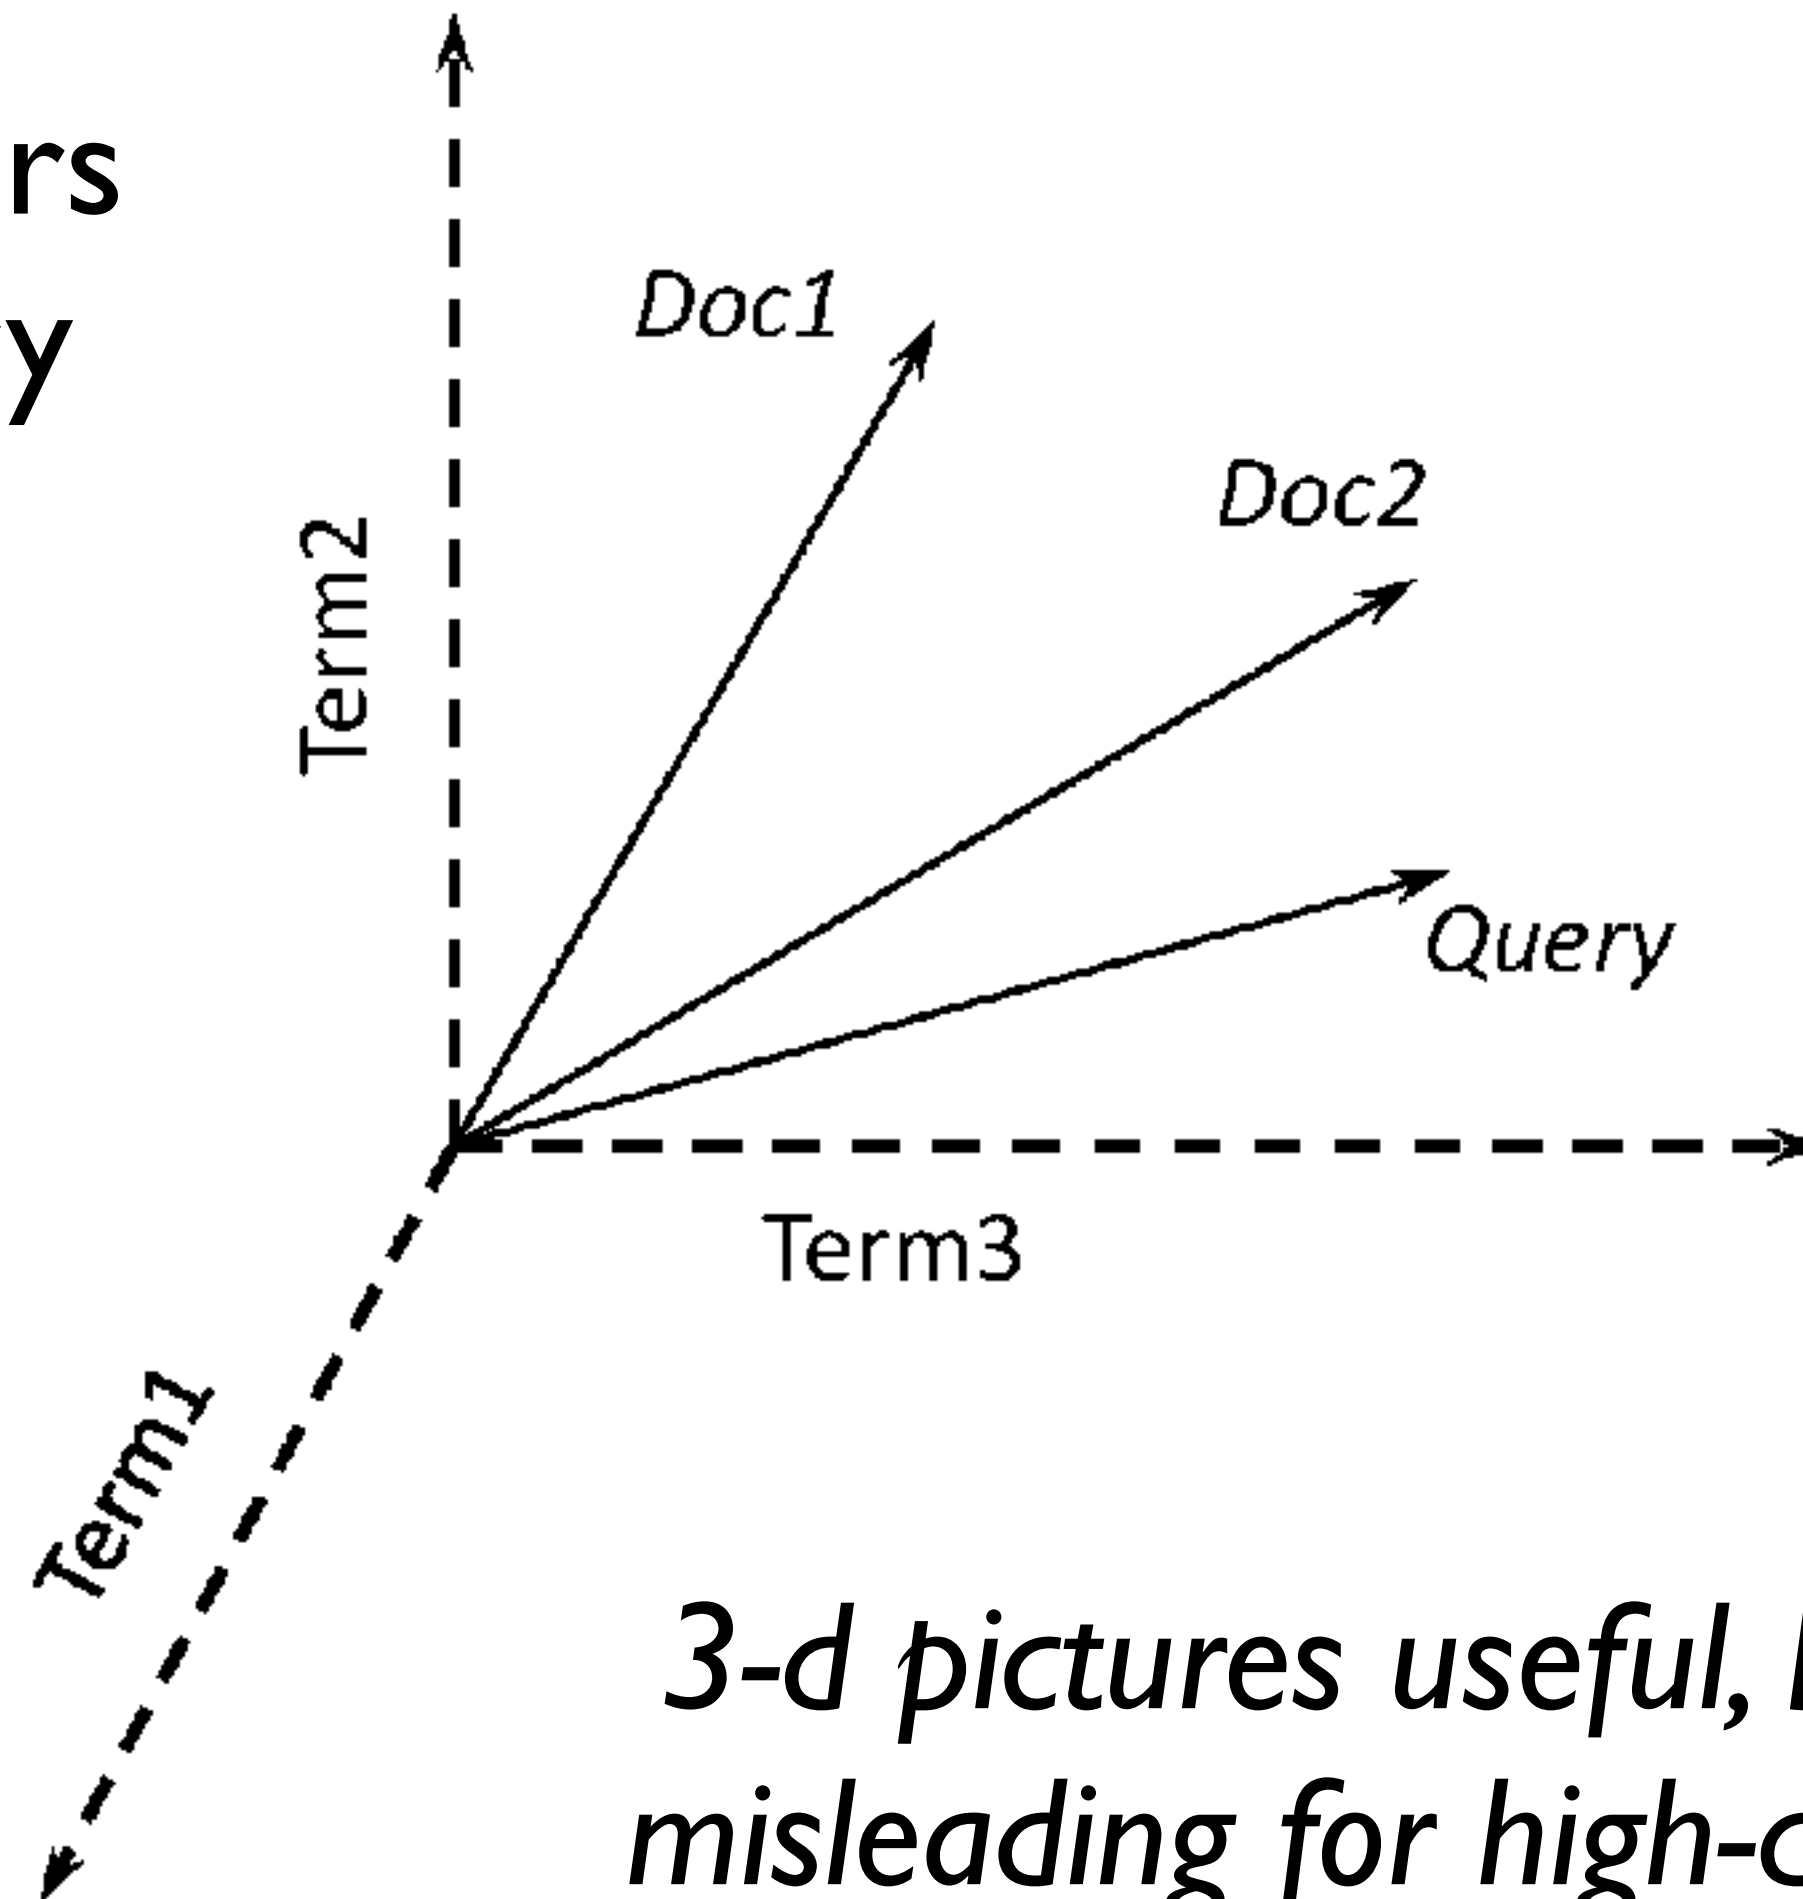 rs
y
Doc1
Doc2
Term2
Query
Term3
Term1
3-d pictures useful,
misleading for high-